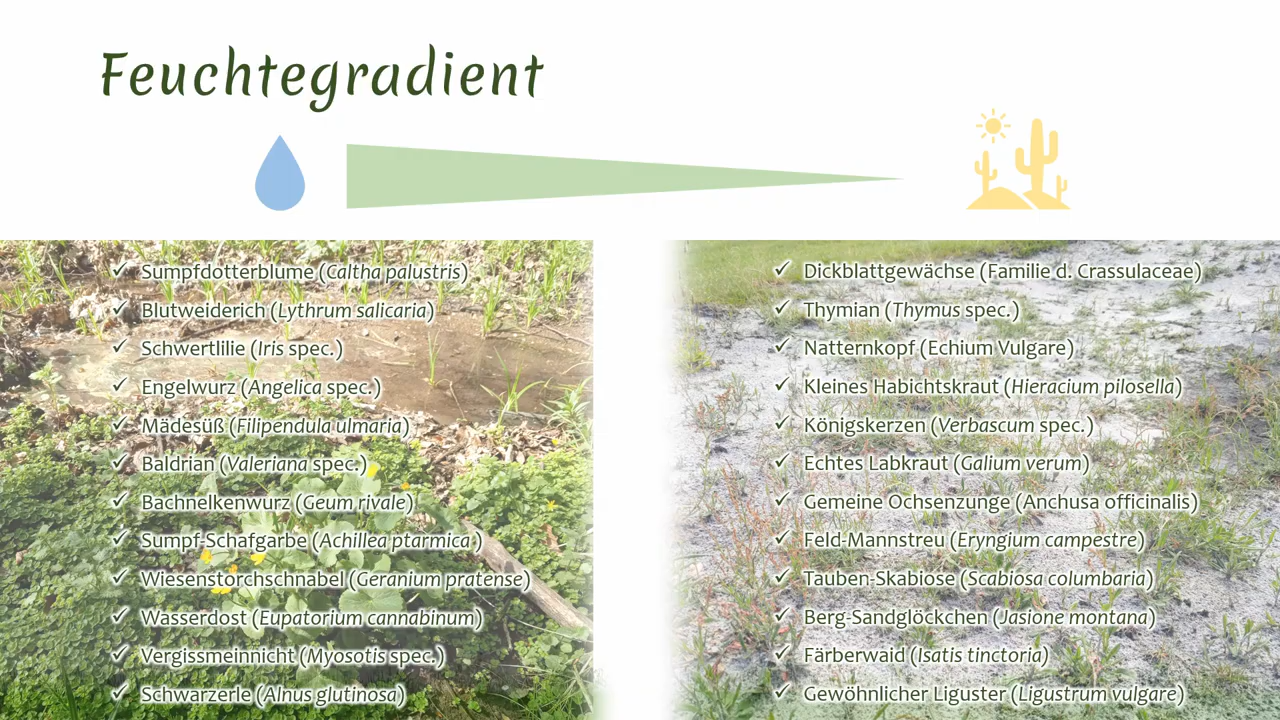 Feuchtegradient
Sumpfdotterblume (Caltha palustris)
Blutweiderich (Lythrum salicaria)
Schwertlilie (Iris spec.)
Engelwurz (Angelica spec.)
Mädesüß (Filipendula ulmaria)
Baldrian (Valeriana spec.)
Bachnelkenwurz (Geum rivale)
Sumpf-Schafgarbe (Achillea ptarmica )
Wiesenstorchschnabel (Geranium pratense)
Wasserdost (Eupatorium cannabinum)
Vergissmeinnicht (Myosotis spec.)
Schwarzerle (Alnus glutinosa)
Dickblattgewächse (Familie d. Crassulaceae)
Thymian (Thymus spec.)
Natternkopf (Echium Vulgare)
Kleines Habichtskraut (Hieracium pilosella)
Königskerzen (Verbascum spec.)
Echtes Labkraut (Galium verum)
Gemeine Ochsenzunge (Anchusa officinalis)
Feld-Mannstreu (Eryngium campestre)
Tauben-Skabiose (Scabiosa columbaria)
Berg-Sandglöckchen (Jasione montana)
Färberwaid (Isatis tinctoria)
Gewöhnlicher Liguster (Ligustrum vulgare)